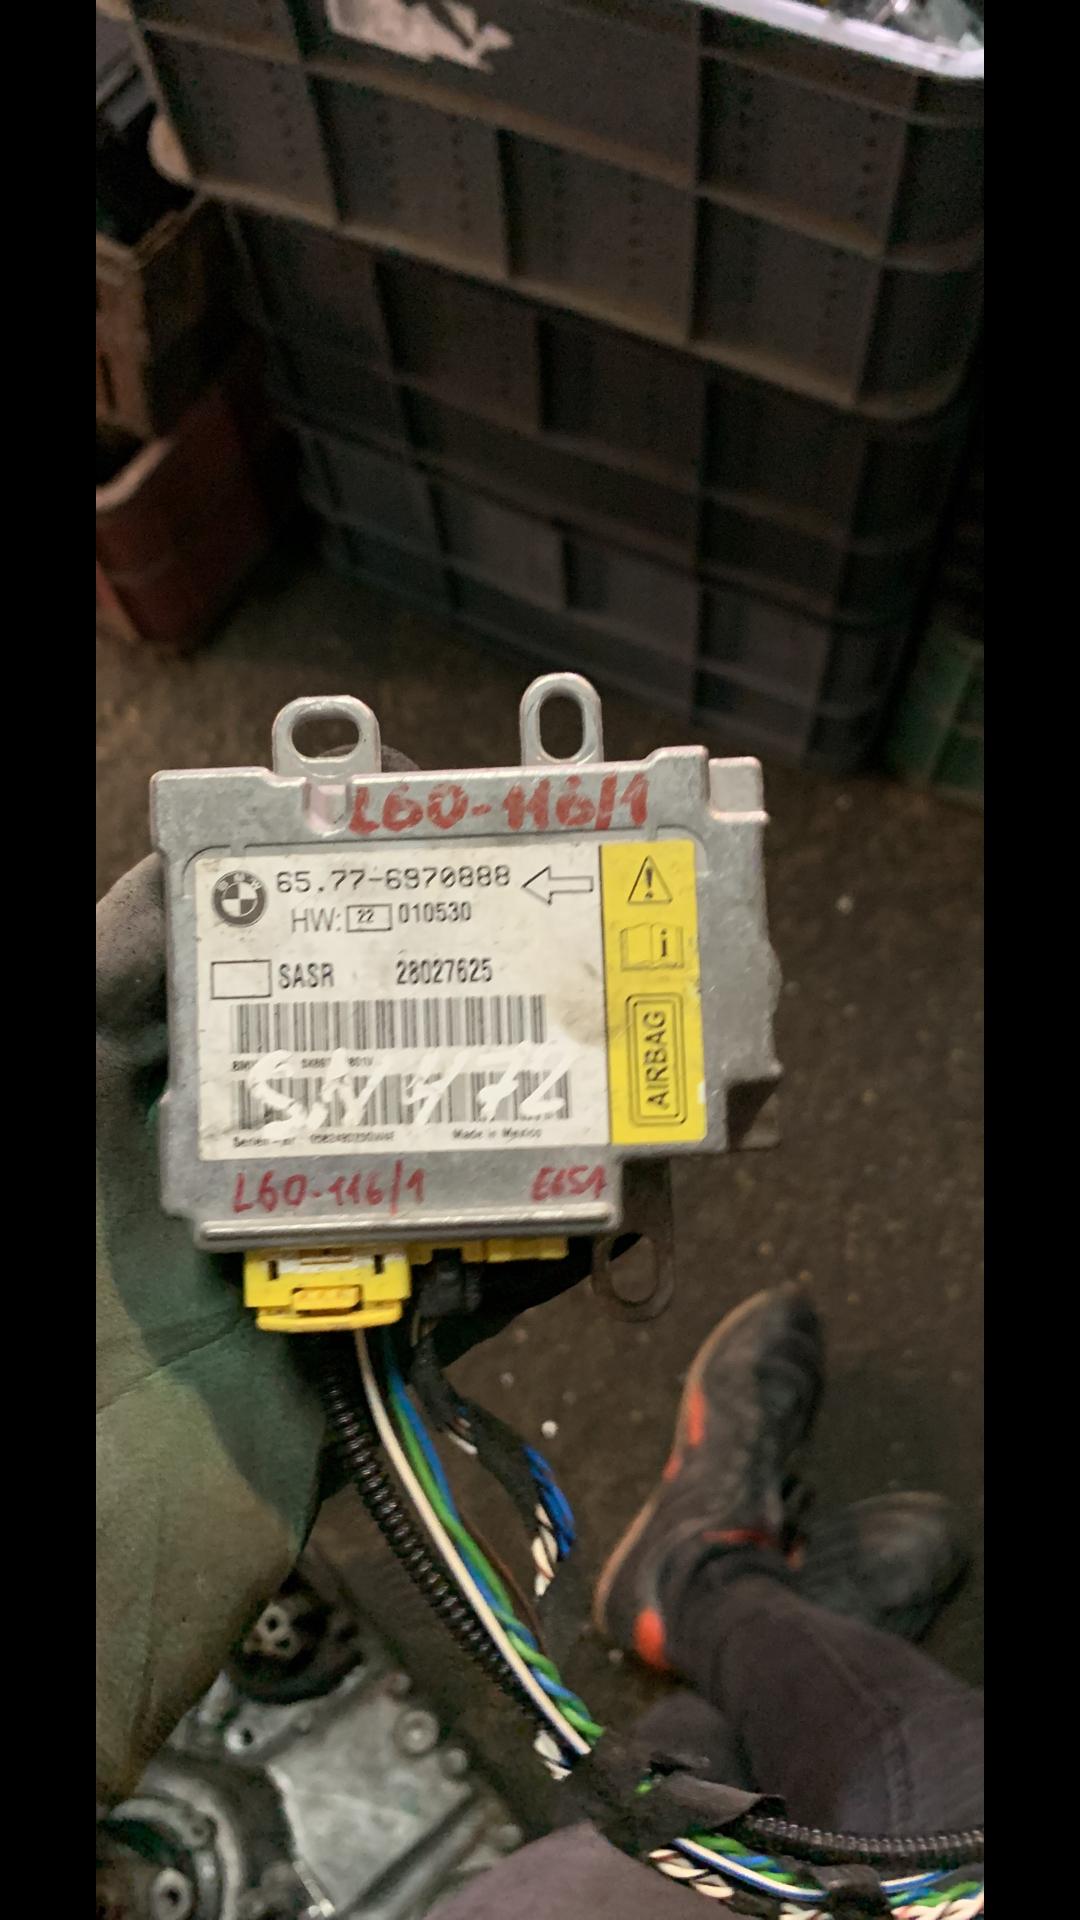 L60-116/1
BMW
65.77-6970888
HW: 22 010530
SASR 28027625
Made in Mexico
AIRBAG
L60-116/1 E651